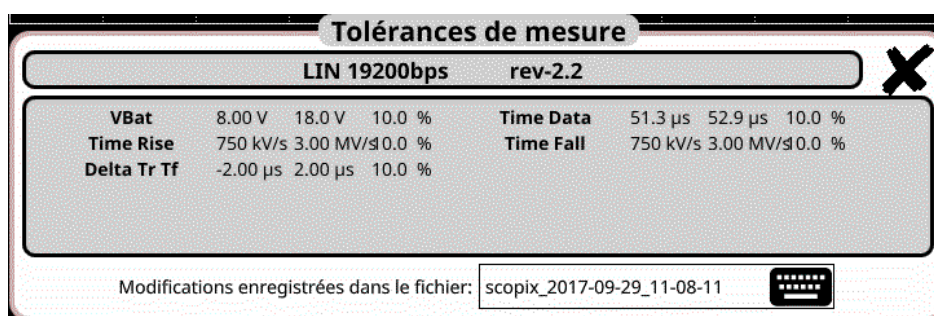 Tolérances de mesure
LIN 19200bps rev-2.2
VBat 8.00 V 18.0 V 10.0 % Time Data 51.3 µs 52.9 µs 10.0 %
Time Rise 750 kV/s 3.00 MV/s 10.0 % Time Fall 750 kV/s 3.00 MV/s 10.0 %
Delta Tr Tf -2.00 µs 2.00 µs 10.0 %
Modifications enregistrées dans le fichier: scopix_2017-09-29_11-08-11